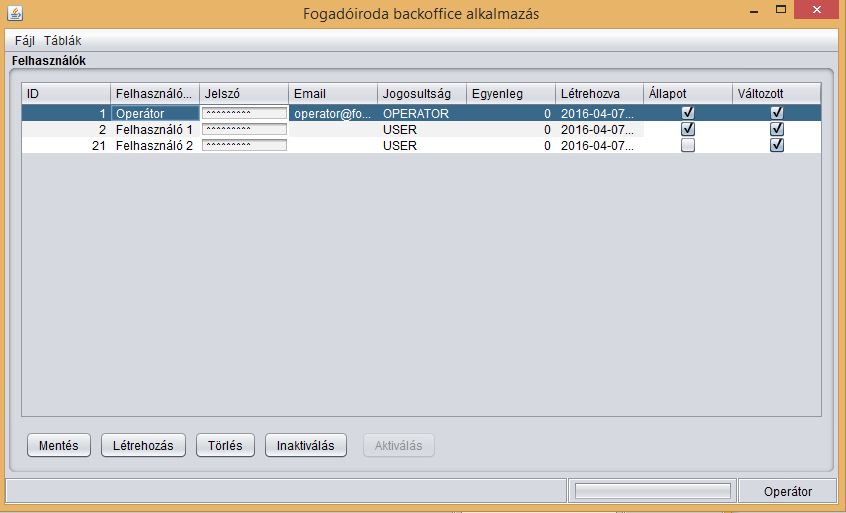 Fogadóiroda backoffice alkalmazás
Fájl Táblák
Felhasználók
ID Felhasználó... Jelszó Email Jogosultság Egyenleg Létrehozva Állapot Változott
1 Operátor ********* operator@fo... OPERATOR 0 2016-04-07...
2 Felhasználó 1 ********* USER 0 2016-04-07...
21 Felhasználó 2 ********* USER 0 2016-04-07...
Mentés Létrehozás Törlés Inaktiválás Aktiválás
Operátor